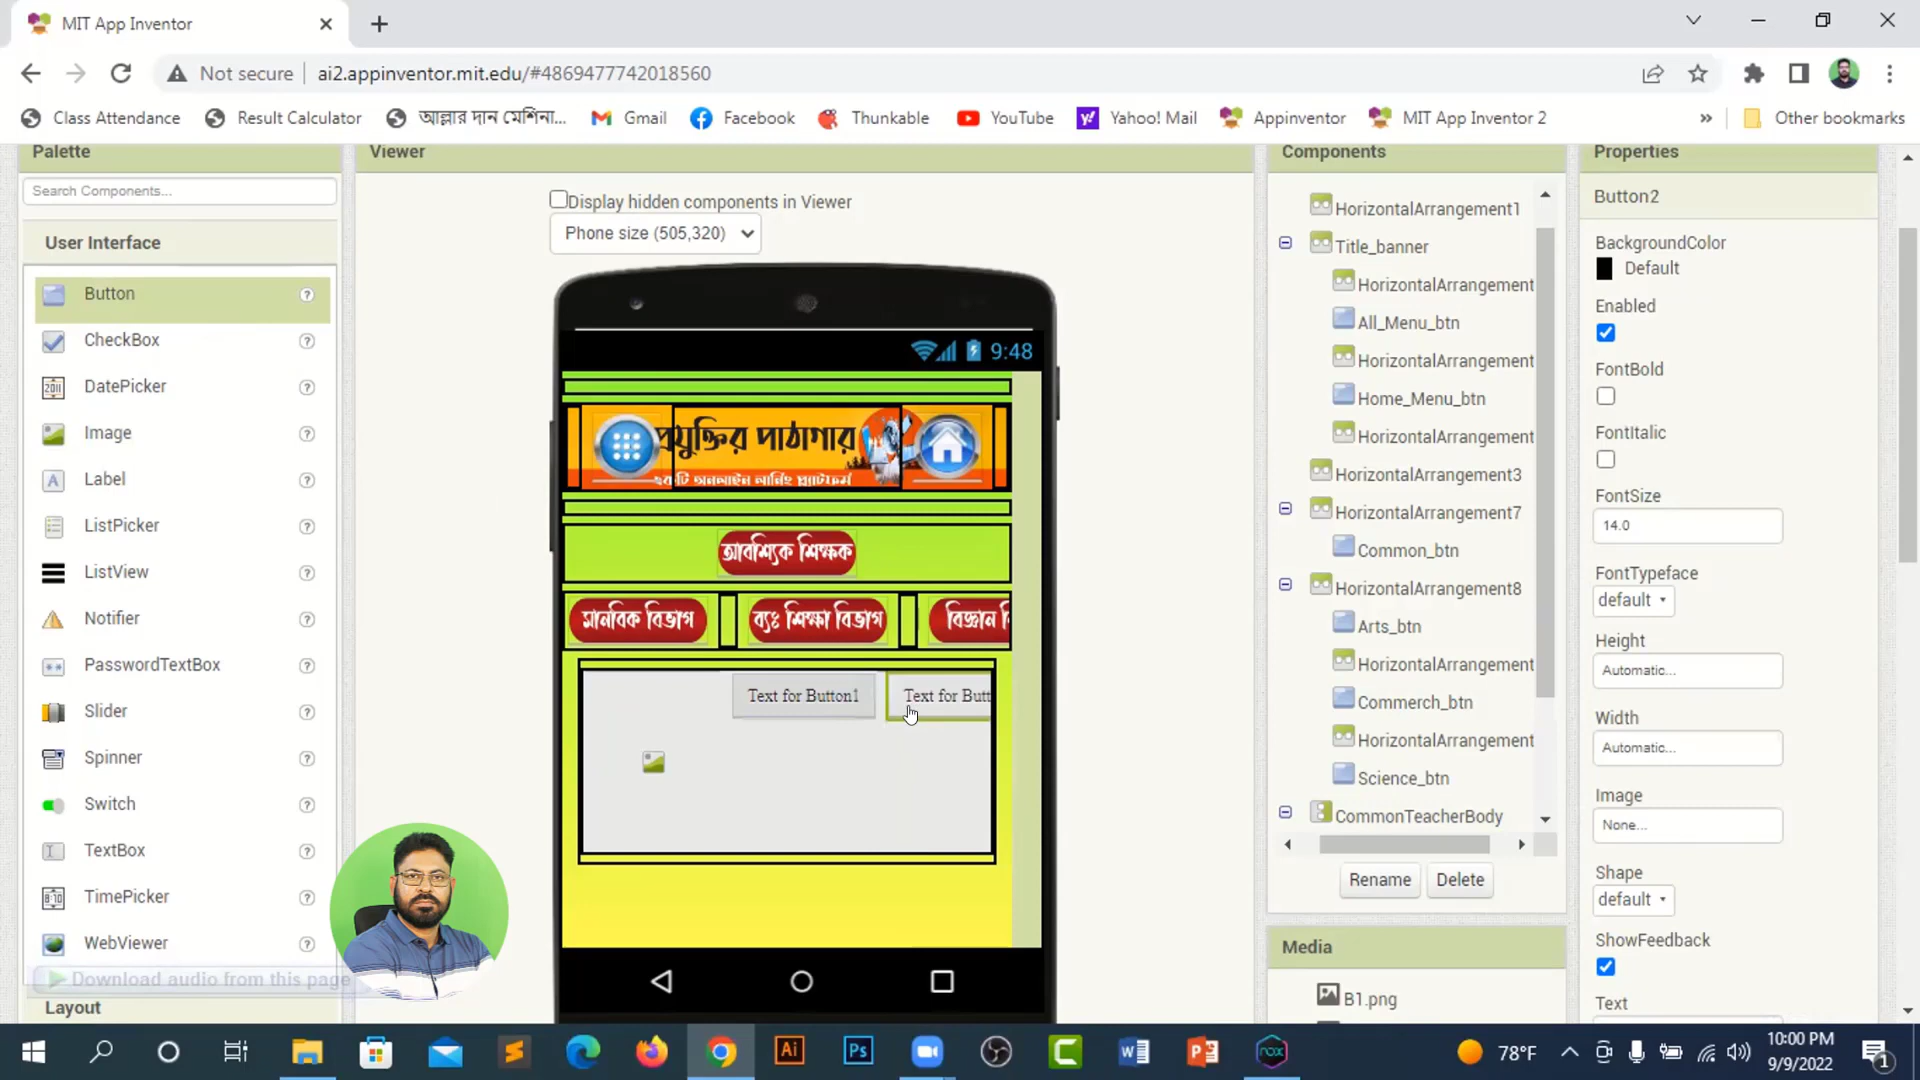 MIT App Inventor
Not secure
ai2.appinventor.mit.edu/#4869477742018560
Class Attendance
Result Calculator
আল্লার দান মেশিনা...
Gmail
Facebook
Thunkable
YouTube
Yahoo! Mail
Appinventor
MIT App Inventor 2
Other bookmarks
Palette
Search Components...
User Interface
Button
CheckBox
DatePicker
Image
Label
ListPicker
ListView
Notifier
PasswordTextBox
Slider
Spinner
Switch
TextBox
TimePicker
WebViewer
Download audio from this page
Layout
Viewer
Display hidden components in Viewer
Phone size (505,320)
9:48
প্রযুক্তির পাঠাগার
একটি অনলাইন লার্নিং প্ল্যাটফর্ম
আবশ্যিক শিক্ষক
মানবিক বিভাগ
ব্যঃ শিক্ষা বিভাগ
বিজ্ঞান বি
Text for Button1
Text for Butt
Components
HorizontalArrangement1
Title_banner
HorizontalArrangement
All_Menu_btn
HorizontalArrangement
Home_Menu_btn
HorizontalArrangement
HorizontalArrangement3
HorizontalArrangement7
Common_btn
HorizontalArrangement8
Arts_btn
HorizontalArrangement
Commerch_btn
HorizontalArrangement
Science_btn
CommonTeacherBody
Rename
Delete
Media
B1.png
Properties
Button2
BackgroundColor
Default
Enabled
FontBold
FontItalic
FontSize
14.0
FontTypeface
default
Height
Automatic...
Width
Automatic...
Image
None...
Shape
default
ShowFeedback
Text
78°F
10:00 PM
9/9/2022